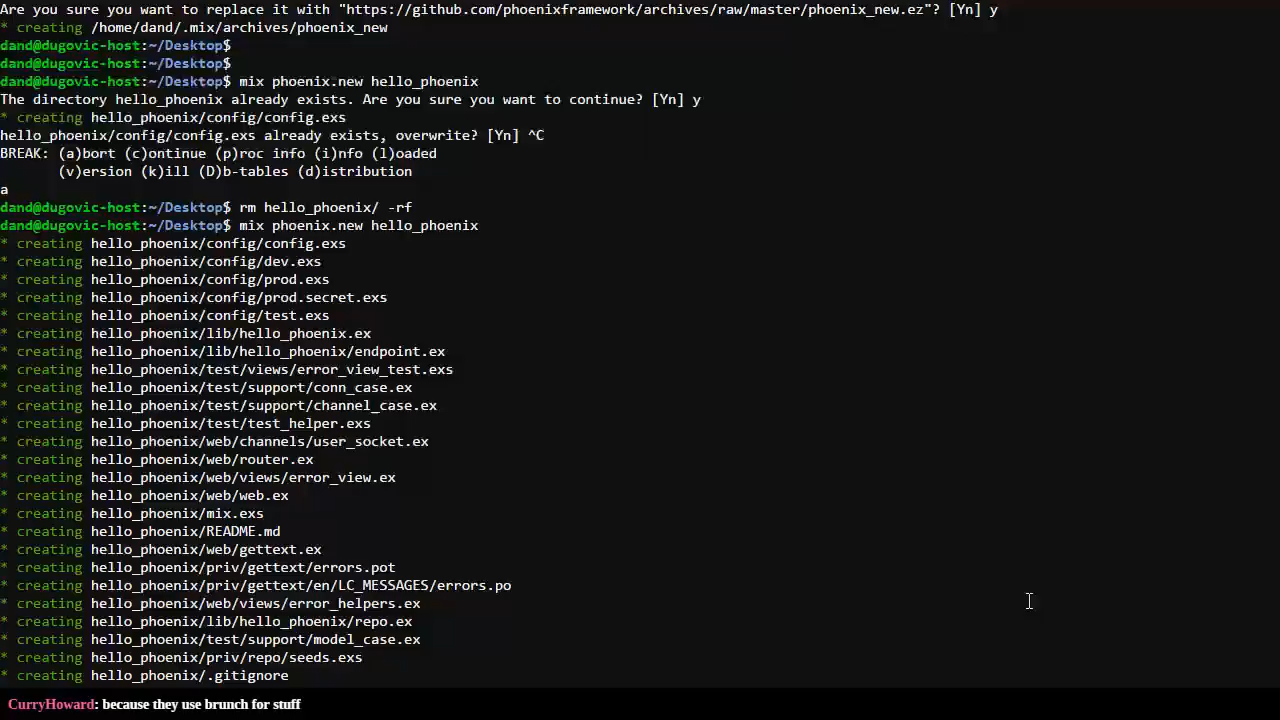 Are you sure you want to replace it with "https://github.com/phoenixframework/archives/raw/master/phoenix_new.ez"? [Yn] y
* creating /home/dand/.mix/archives/phoenix_new
dand@dugovic-host:~/Desktop$
dand@dugovic-host:~/Desktop$
dand@dugovic-host:~/Desktop$ mix phoenix.new hello_phoenix
The directory hello_phoenix already exists. Are you sure you want to continue? [Yn] y
* creating hello_phoenix/config/config.exs
hello_phoenix/config/config.exs already exists, overwrite? [Yn] ^C
BREAK: (a)bort (c)ontinue (p)roc info (i)nfo (l)oaded
       (v)ersion (k)ill (D)b-tables (d)istribution
a
dand@dugovic-host:~/Desktop$ rm hello_phoenix/ -rf
dand@dugovic-host:~/Desktop$ mix phoenix.new hello_phoenix
* creating hello_phoenix/config/config.exs
* creating hello_phoenix/config/dev.exs
* creating hello_phoenix/config/prod.exs
* creating hello_phoenix/config/prod.secret.exs
* creating hello_phoenix/config/test.exs
* creating hello_phoenix/lib/hello_phoenix.ex
* creating hello_phoenix/lib/hello_phoenix/endpoint.ex
* creating hello_phoenix/test/views/error_view_test.exs
* creating hello_phoenix/test/support/conn_case.ex
* creating hello_phoenix/test/support/channel_case.ex
* creating hello_phoenix/test/test_helper.exs
* creating hello_phoenix/web/channels/user_socket.ex
* creating hello_phoenix/web/router.ex
* creating hello_phoenix/web/views/error_view.ex
* creating hello_phoenix/web/web.ex
* creating hello_phoenix/mix.exs
* creating hello_phoenix/README.md
* creating hello_phoenix/web/gettext.ex
* creating hello_phoenix/priv/gettext/errors.pot
* creating hello_phoenix/priv/gettext/en/LC_MESSAGES/errors.po
* creating hello_phoenix/web/views/error_helpers.ex
* creating hello_phoenix/lib/hello_phoenix/repo.ex
* creating hello_phoenix/test/support/model_case.ex
* creating hello_phoenix/priv/repo/seeds.exs
* creating hello_phoenix/.gitignore
CurryHoward: because they use brunch for stuff